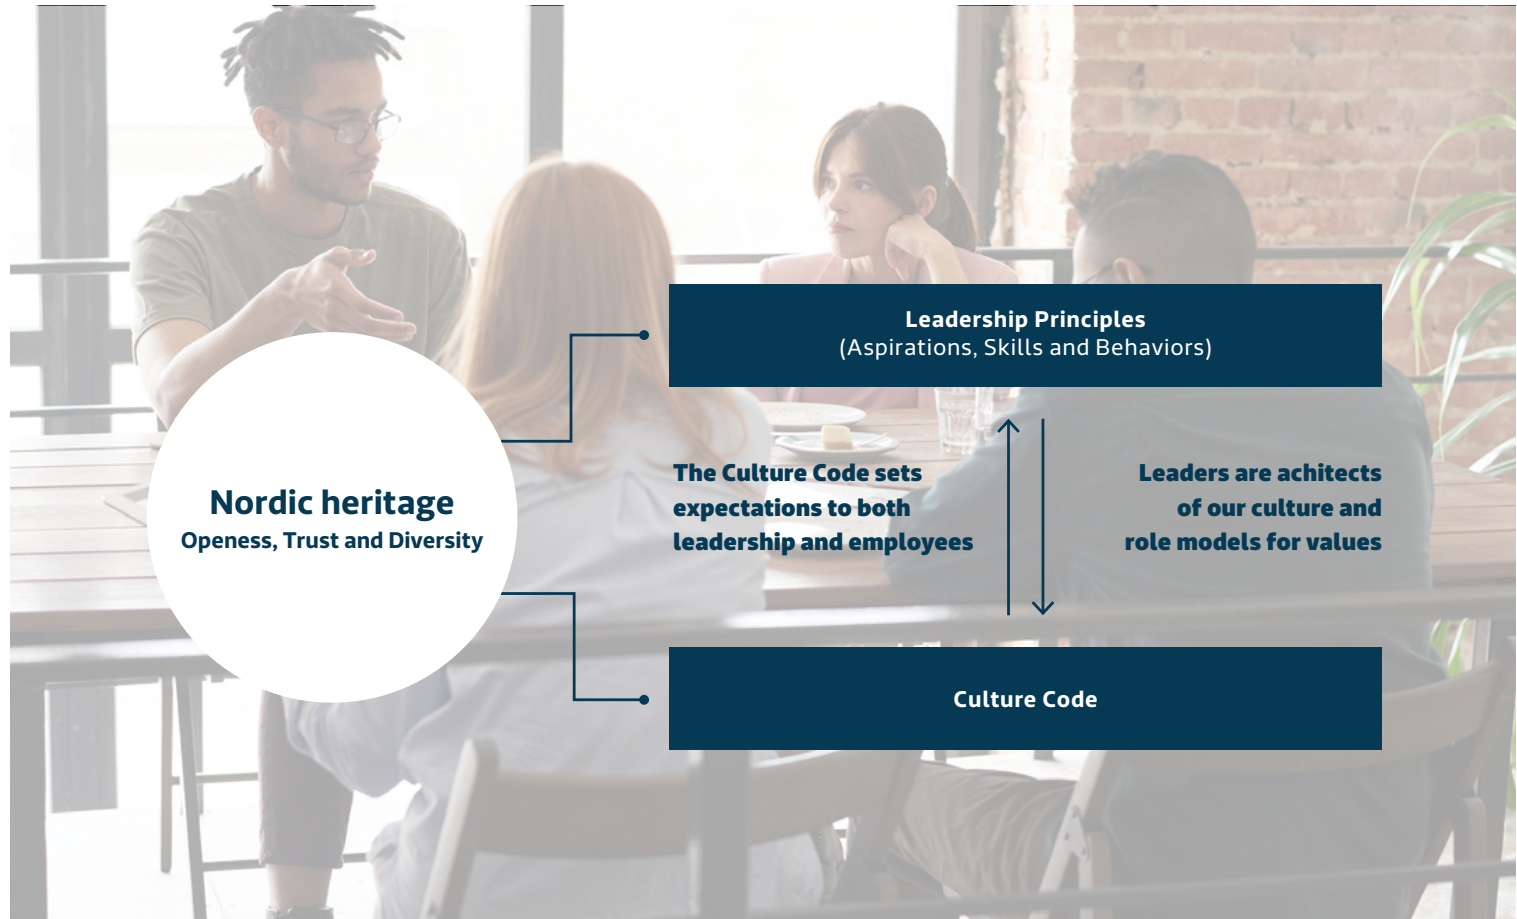 Leadership Principles
(Aspirations, Skills and Behaviors)
Nordic heritage
Openess, Trust and Diversity
The Culture Code sets
expectations to both
leadership and employees
Leaders are achitects
of our culture and
role models for values
Culture Code